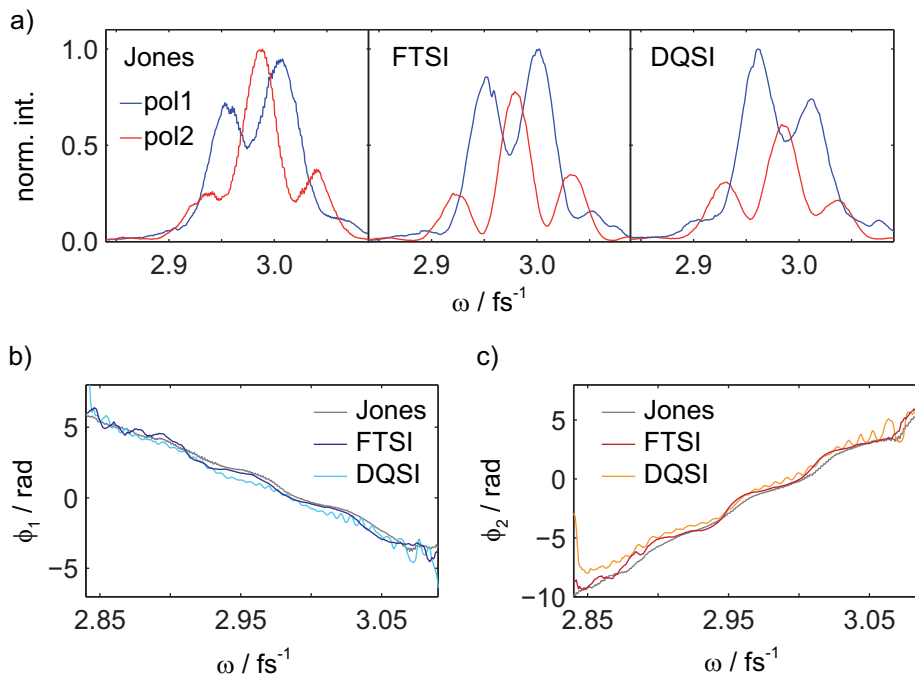 a)
Jones
FTSI
DQSI
pol1
pol2
norm. int.
1.0
0.5
0.0
2.9 3.0 2.9 3.0 2.9 3.0
ω / fs⁻¹
b)
Jones
FTSI
DQSI
ϕ₁ / rad
5
0
−5
2.85 2.95 3.05
ω / fs⁻¹
c)
Jones
FTSI
DQSI
ϕ₂ / rad
5
0
−5
−10
2.85 2.95 3.05
ω / fs⁻¹